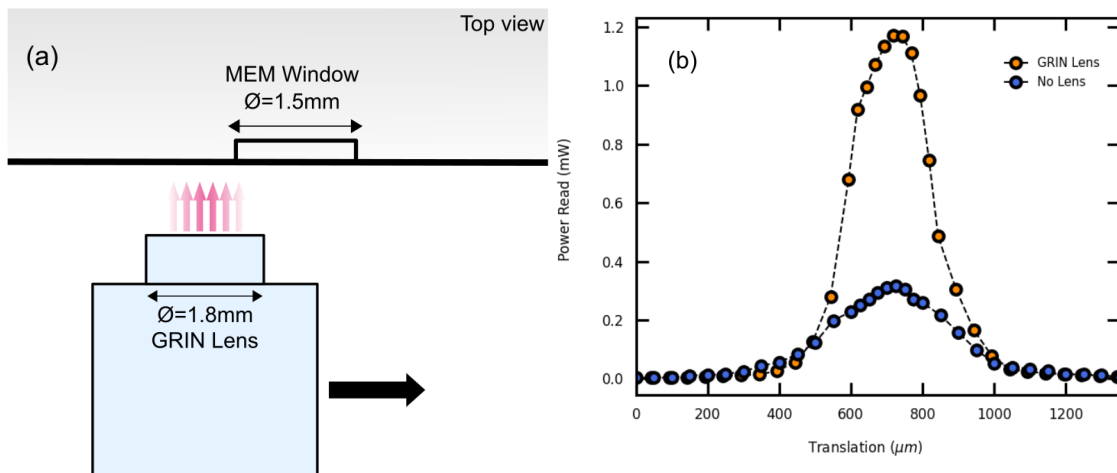 Top view
(a)
MEM Window
Ø=1.5mm
Ø=1.8mm
GRIN Lens
(b)
GRIN Lens
No Lens
Power Read (mW)
1.2
1.0
0.8
0.6
0.4
0.2
0.0
0 200 400 600 800 1000 1200
Translation (μm)